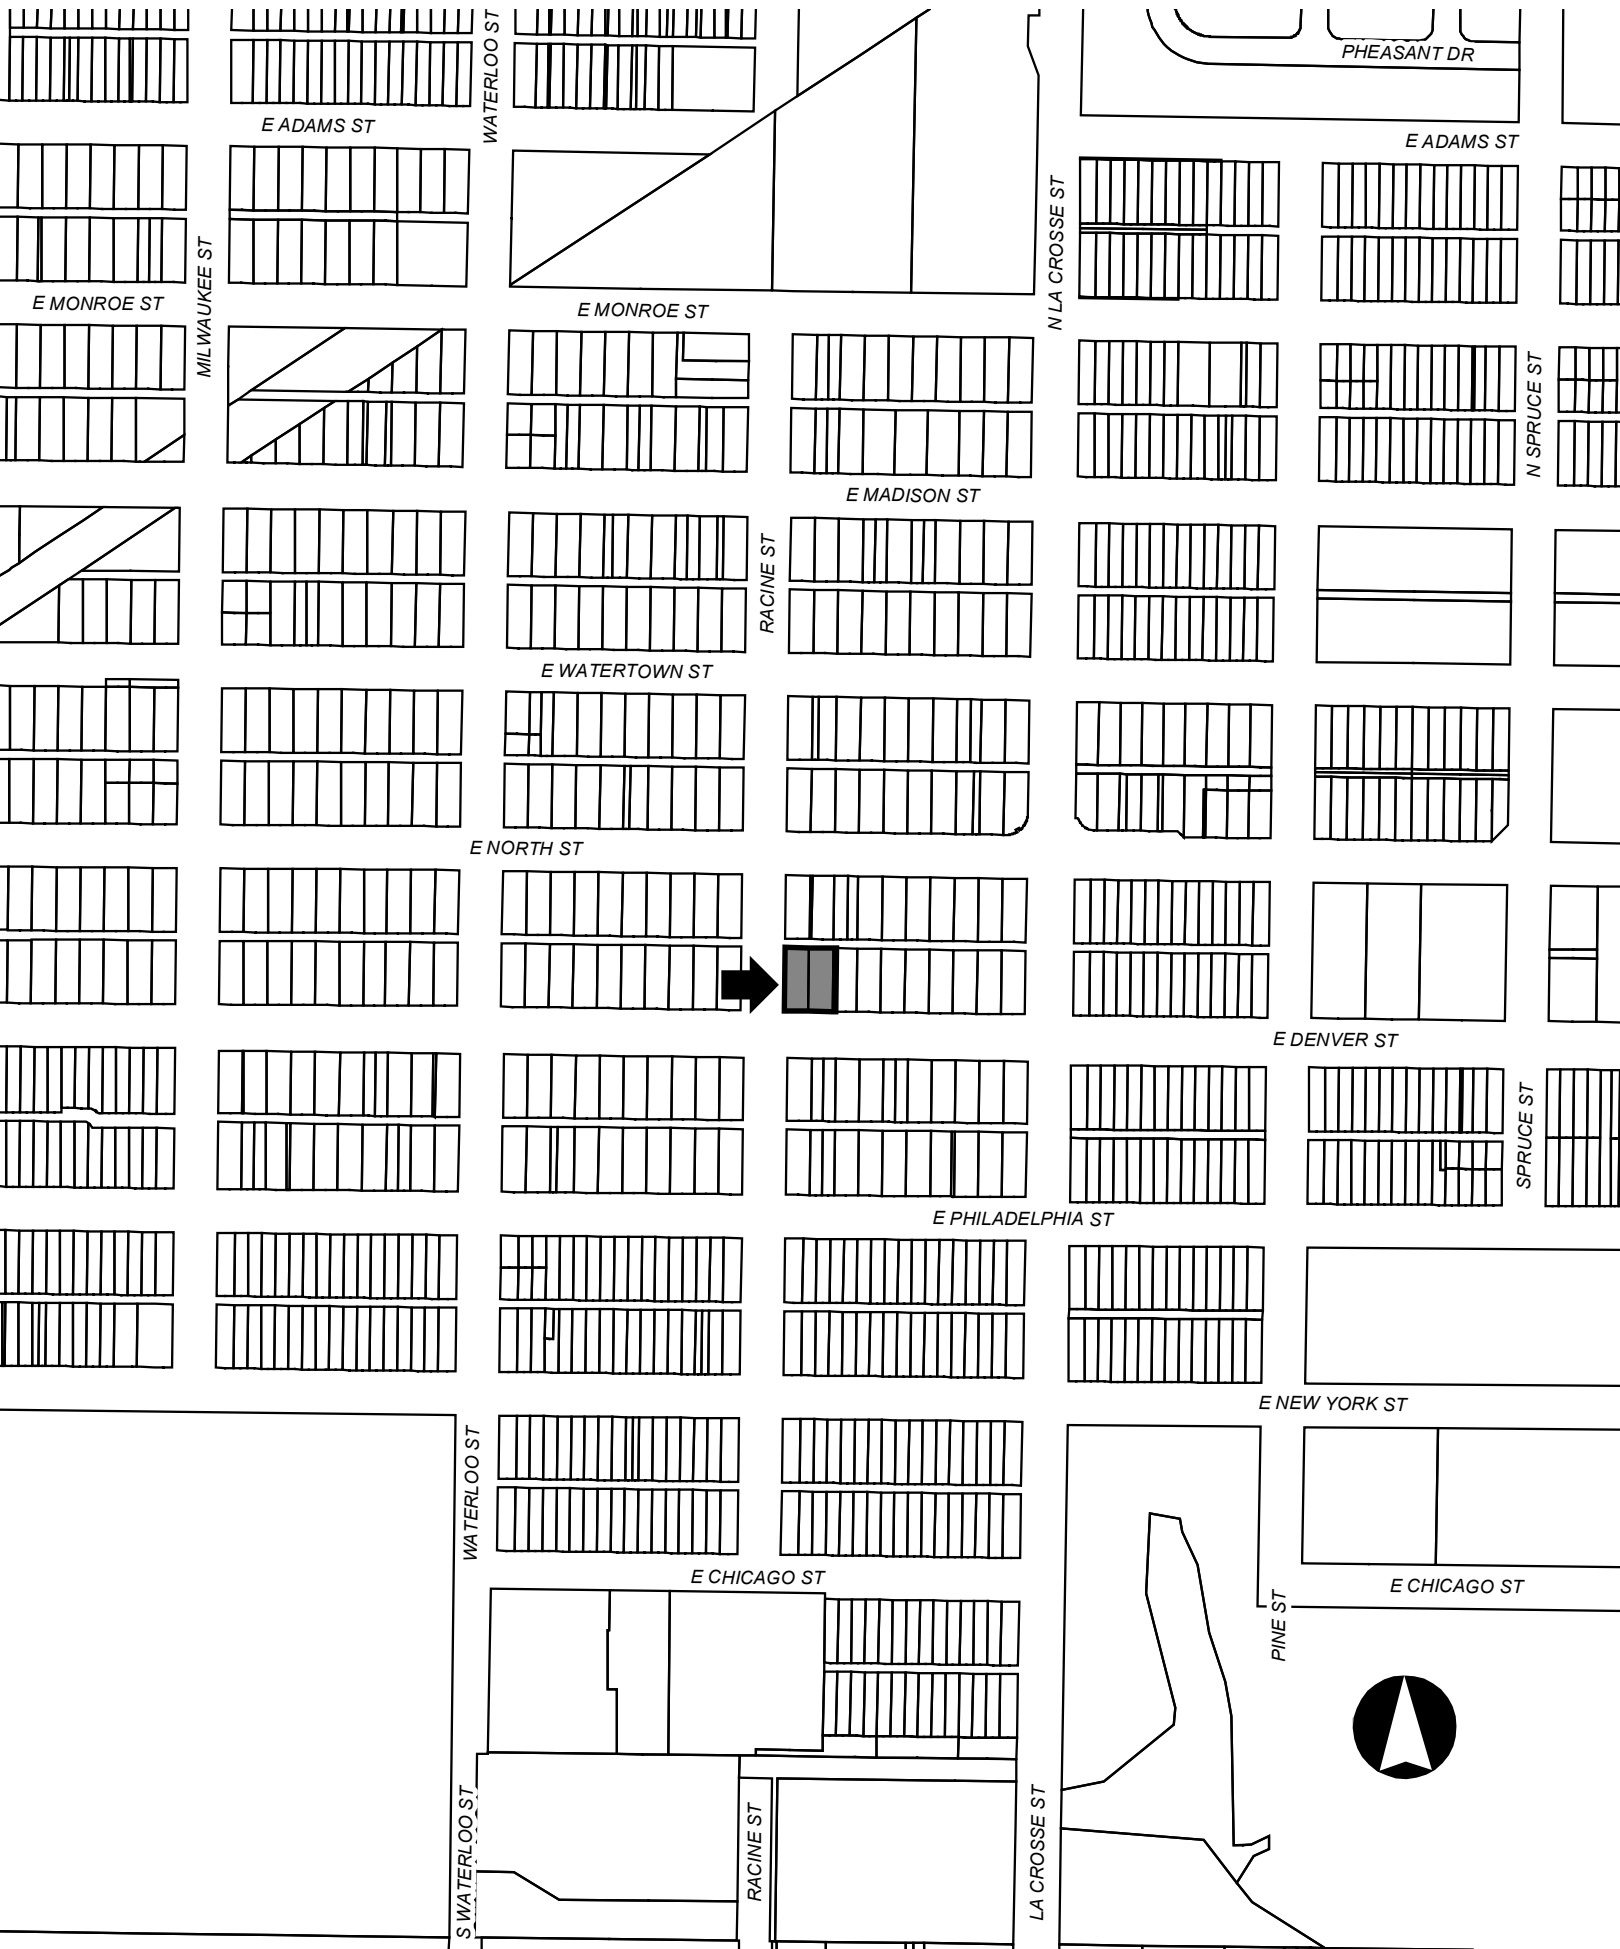 WATERLOO ST
PHEASANT DR
E ADAMS ST
E ADAMS ST
MILWAUKEE ST
N LA CROSSE ST
E MONROE ST
E MONROE ST
N SPRUCE ST
E MADISON ST
RACINE ST
E WATERTOWN ST
E NORTH ST
E DENVER ST
SPRUCE ST
E PHILADELPHIA ST
E NEW YORK ST
WATERLOO ST
E CHICAGO ST
E CHICAGO ST
PINE ST
S WATERLOO ST
RACINE ST
LA CROSSE ST